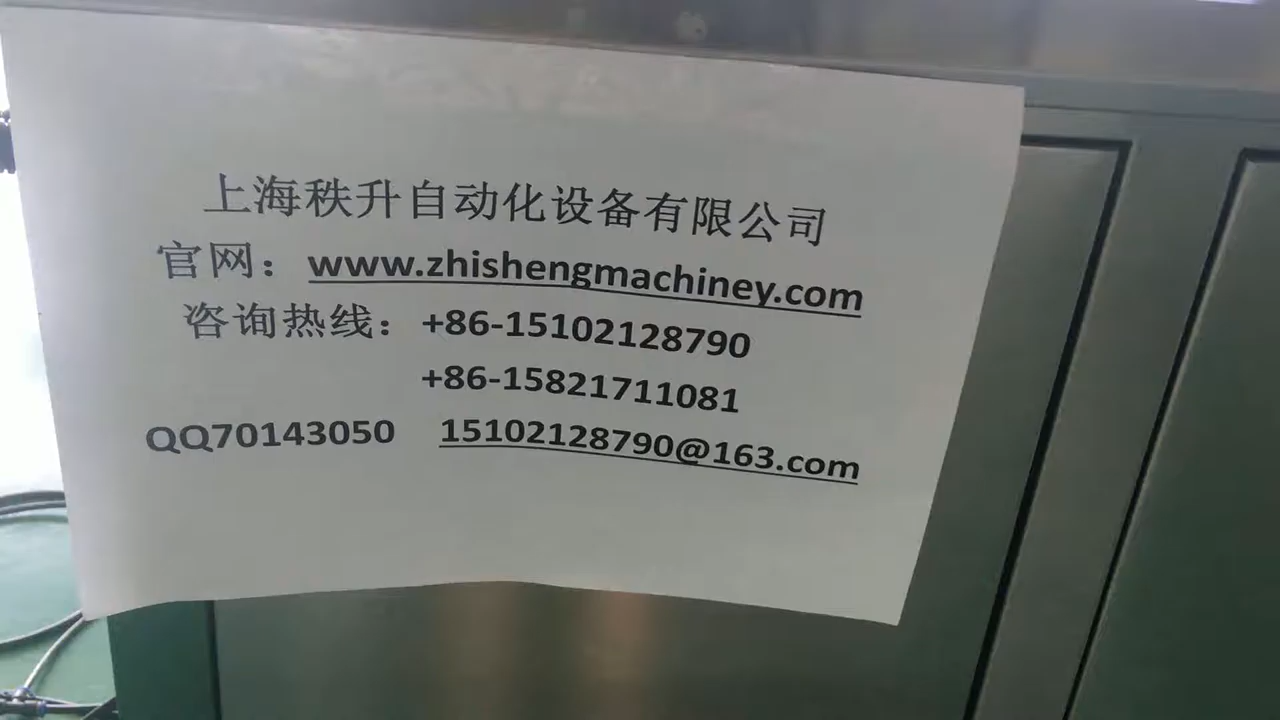 上海秩升自动化设备有限公司
官网：www.zhishengmachiney.com
咨询热线：+86-15102128790
+86-15821711081
QQ70143050 15102128790@163.com